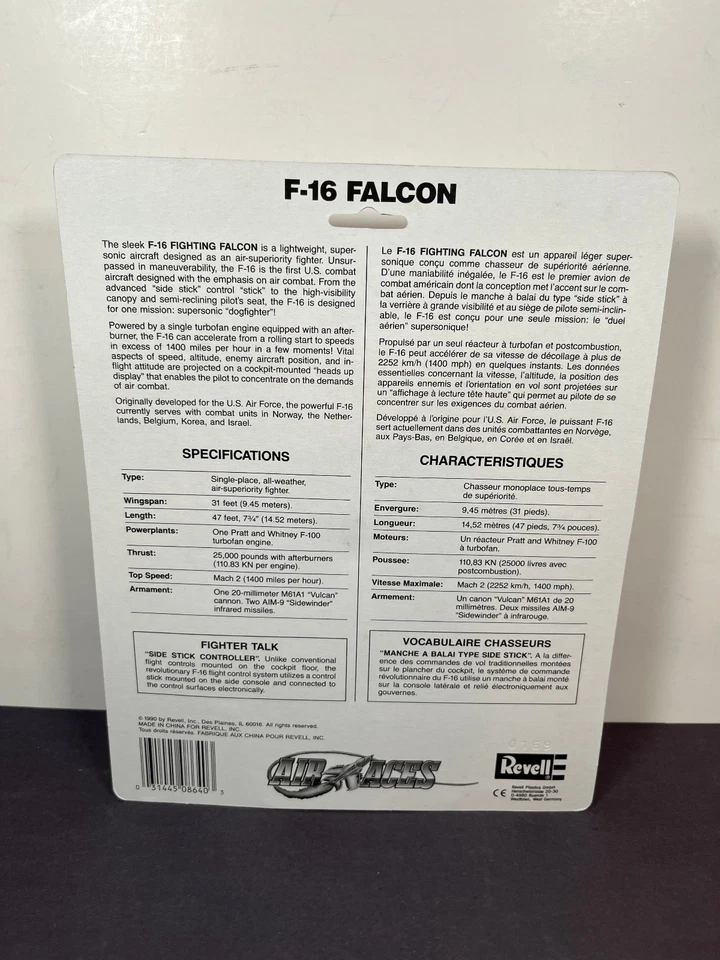 F-16 FALCON
The sleek F-16 FIGHTING FALCON is a lightweight, super-
sonic aircraft designed as an air-superiority fighter. Unsur-
passed in maneuverability, the F-16 is the first U.S. combat
aircraft designed with the emphasis on air combat. From the
advanced "side stick" control "stick" to the high-visibility
canopy and semi-reclining pilot's seat, the F-16 is designed
for one mission: supersonic "dogfighter"!
Powered by a single turbofan engine equipped with an after-
burner, the F-16 can accelerate from a rolling start to speeds
in excess of 1400 miles per hour in a few moments! Vital
aspects of speed, altitude, enemy aircraft position, and in-
flight attitude are projected on a cockpit-mounted "heads up
display" that enables the pilot to concentrate on the demands
of air combat.
Originally developed for the U.S. Air Force, the powerful F-16
currently serves with combat units in Norway, the Nether-
lands, Belgium, Korea, and Israel.
SPECIFICATIONS
Type: Single-place, all-weather,
air-superiority fighter.
Wingspan: 31 feet (9.45 meters).
Length: 47 feet, 7¾" (14.52 meters).
Powerplants: One Pratt and Whitney F-100
turbofan engine.
Thrust: 25,000 pounds with afterburners
(110.83 KN per engine).
Top Speed: Mach 2 (1400 miles per hour).
Armament: One 20-millimeter M61A1 "Vulcan"
cannon. Two AIM-9 "Sidewinder"
infrared missiles.
FIGHTER TALK
"SIDE STICK CONTROLLER". Unlike conventional
flight controls mounted on the cockpit floor, the
revolutionary F-16 flight control system utilizes a control
stick mounted on the side console and connected to
the control surfaces electronically.
Le F-16 FIGHTING FALCON est un appareil léger super-
sonique conçu comme chasseur de supériorité aérienne.
D'une maniabilité inégalée, le F-16 est le premier avion de
combat américain dont la conception met l'accent sur le com-
bat aérien. Depuis le manche à balai du type "side stick" à
la verrière à grande visibilité et au siège de pilote semi-inclin-
able, le F-16 est conçu pour une seule mission: le "duel
aérien" supersonique!
Propulsé par un seul réacteur à turbofan et postcombustion,
le F-16 peut accélérer de sa vitesse de décollage à plus de
2252 km/h (1400 mph) en quelques instants. Les données
essentielles concernant la vitesse, l'altitude, la position des
appareils ennemis et l'orientation en vol sont projetées sur
un "affichage à lecture tête haute" qui permet au pilote de se
concentrer sur les exigences du combat aérien.
Développé à l'origine pour l'U.S. Air Force, le puissant F-16
sert actuellement dans des unités combattantes en Norvège,
aux Pays-Bas, en Belgique, en Corée et en Israël.
CHARACTERISTIQUES
Type: Chasseur monoplace tous-temps
de supériorité.
Envergure: 9,45 mètres (31 pieds).
Longueur: 14,52 mètres (47 pieds, 7¾ pouces).
Moteurs: Un réacteur Pratt and Whitney F-100
à turbofan.
Poussee: 110,83 KN (25000 livres avec
postcombustion).
Vitesse Maximale: Mach 2 (2252 km/h, 1400 mph).
Armement: Un canon "Vulcan" M61A1 de 20
millimètres. Deux missiles AIM-9
"Sidewinder" à infrarouge.
VOCABULAIRE CHASSEURS
"MANCHE A BALAI TYPE SIDE STICK". A la differ-
ence des commandes de vol traditionnelles montées
sur le plancher du cockpit, le système de commande
révolutionnaire du F-16 utilise un manche à balai monté
sur la console latérale et relié électroniquement aux
gouvernes.
© 1990 by Revell, Inc., Des Plaines, IL 60016. All rights reserved.
MADE IN CHINA FOR REVELL, INC.
Tous droits réservés. FABRIQUE AUX CHINA POUR REVELL, INC.
0 31445 08640 5
AIR ACES
Revell
CE
Revell Plastics GmbH
Henschelstrasse 20-30
D-4980 Buende 1
Westfalen, West Germany